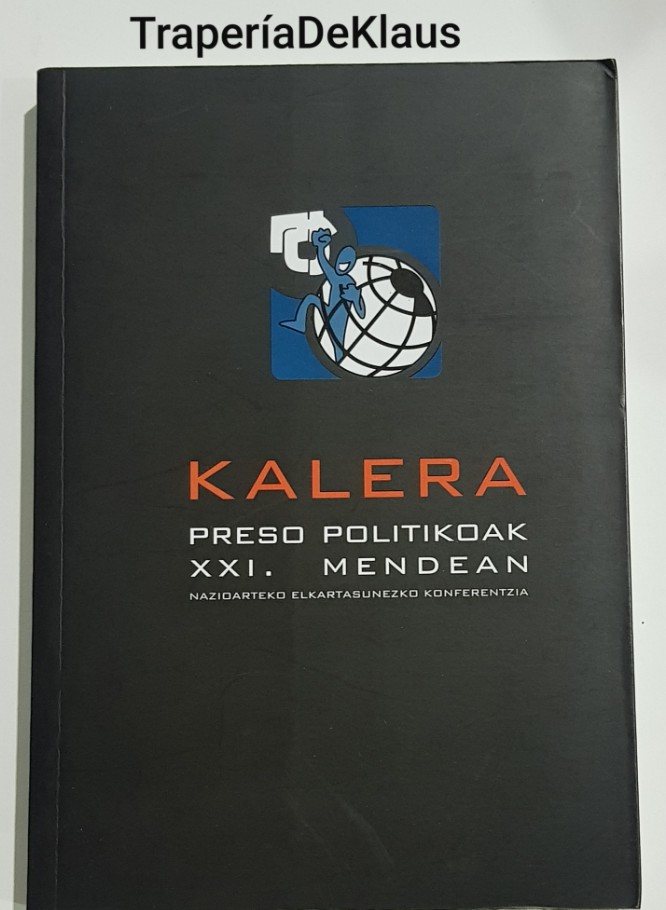 TraperíaDeKlaus
KALERA
PRESO POLITIKOAK
XXI. MENDEAN
NAZIOARTEKO ELKARTASUNEZKO KONFERENTZIA